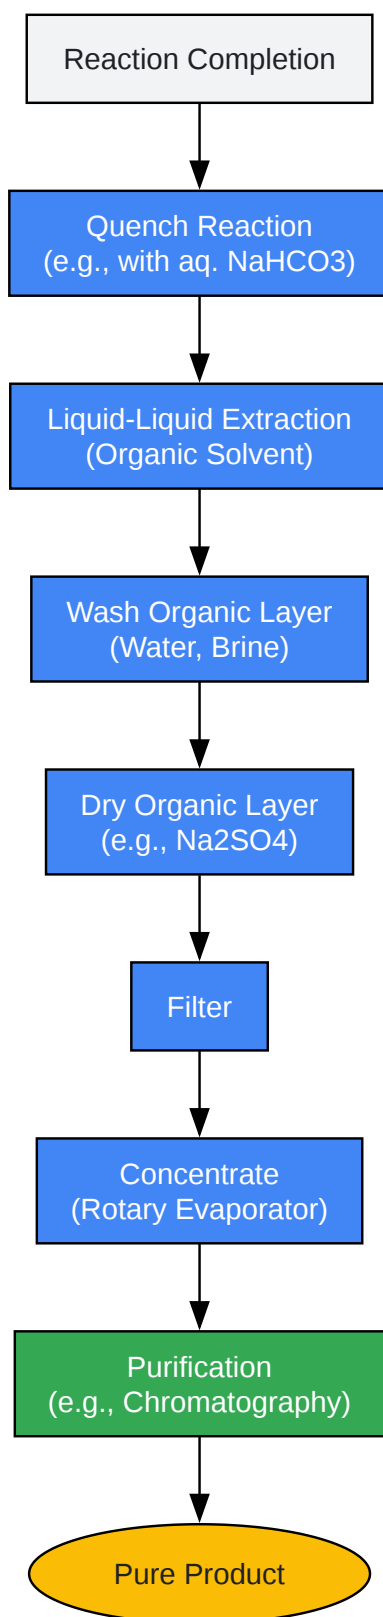 Reaction Completion
Quench Reaction
(e.g., with aq. NaHCO3)
Liquid-Liquid Extraction
(Organic Solvent)
Wash Organic Layer
(Water, Brine)
Dry Organic Layer
(e.g., Na2SO4)
Filter
Concentrate
(Rotary Evaporator)
Purification
(e.g., Chromatography)
Pure Product